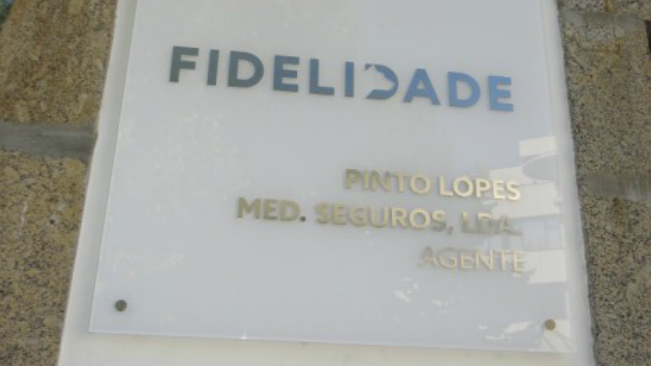 FIDELIDADE
PINTO LOPES
MED. SEGUROS, LDA.
AGENTE